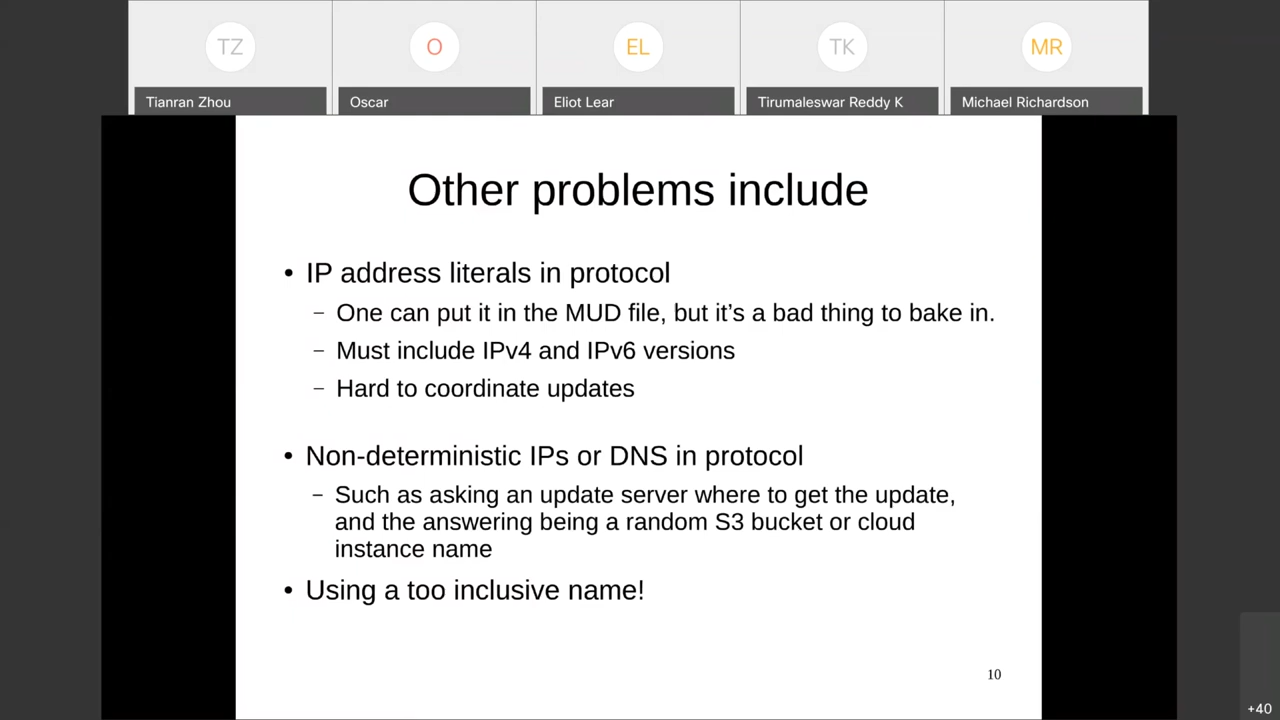 TZ
O
EL
TK
MR
Tianran Zhou
Oscar
Eliot Lear
Tirumaleswar Reddy K
Michael Richardson
Other problems include
• IP address literals in protocol
– One can put it in the MUD file, but it’s a bad thing to bake in.
– Must include IPv4 and IPv6 versions
– Hard to coordinate updates
• Non-deterministic IPs or DNS in protocol
– Such as asking an update server where to get the update,
and the answering being a random S3 bucket or cloud
instance name
• Using a too inclusive name!
10
+40